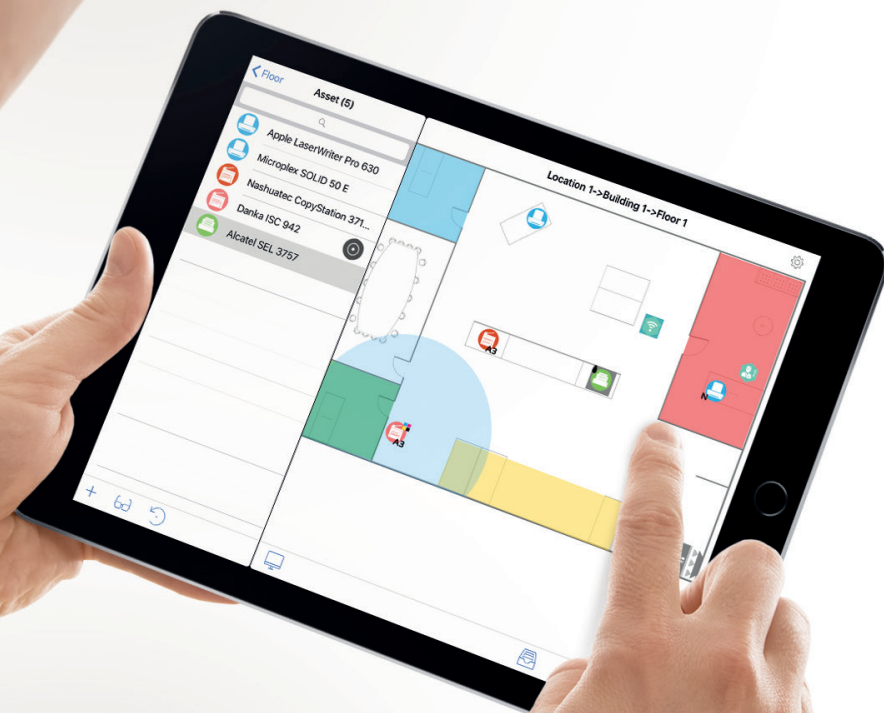 Floor
Asset (5)
Apple LaserWriter Pro 630
Microplex SOLID 50 E
Nashuatec CopyStation 371...
Danka ISC 942
Alcatel SEL 3757
Location 1->Building 1->Floor 1
A3
N
A3